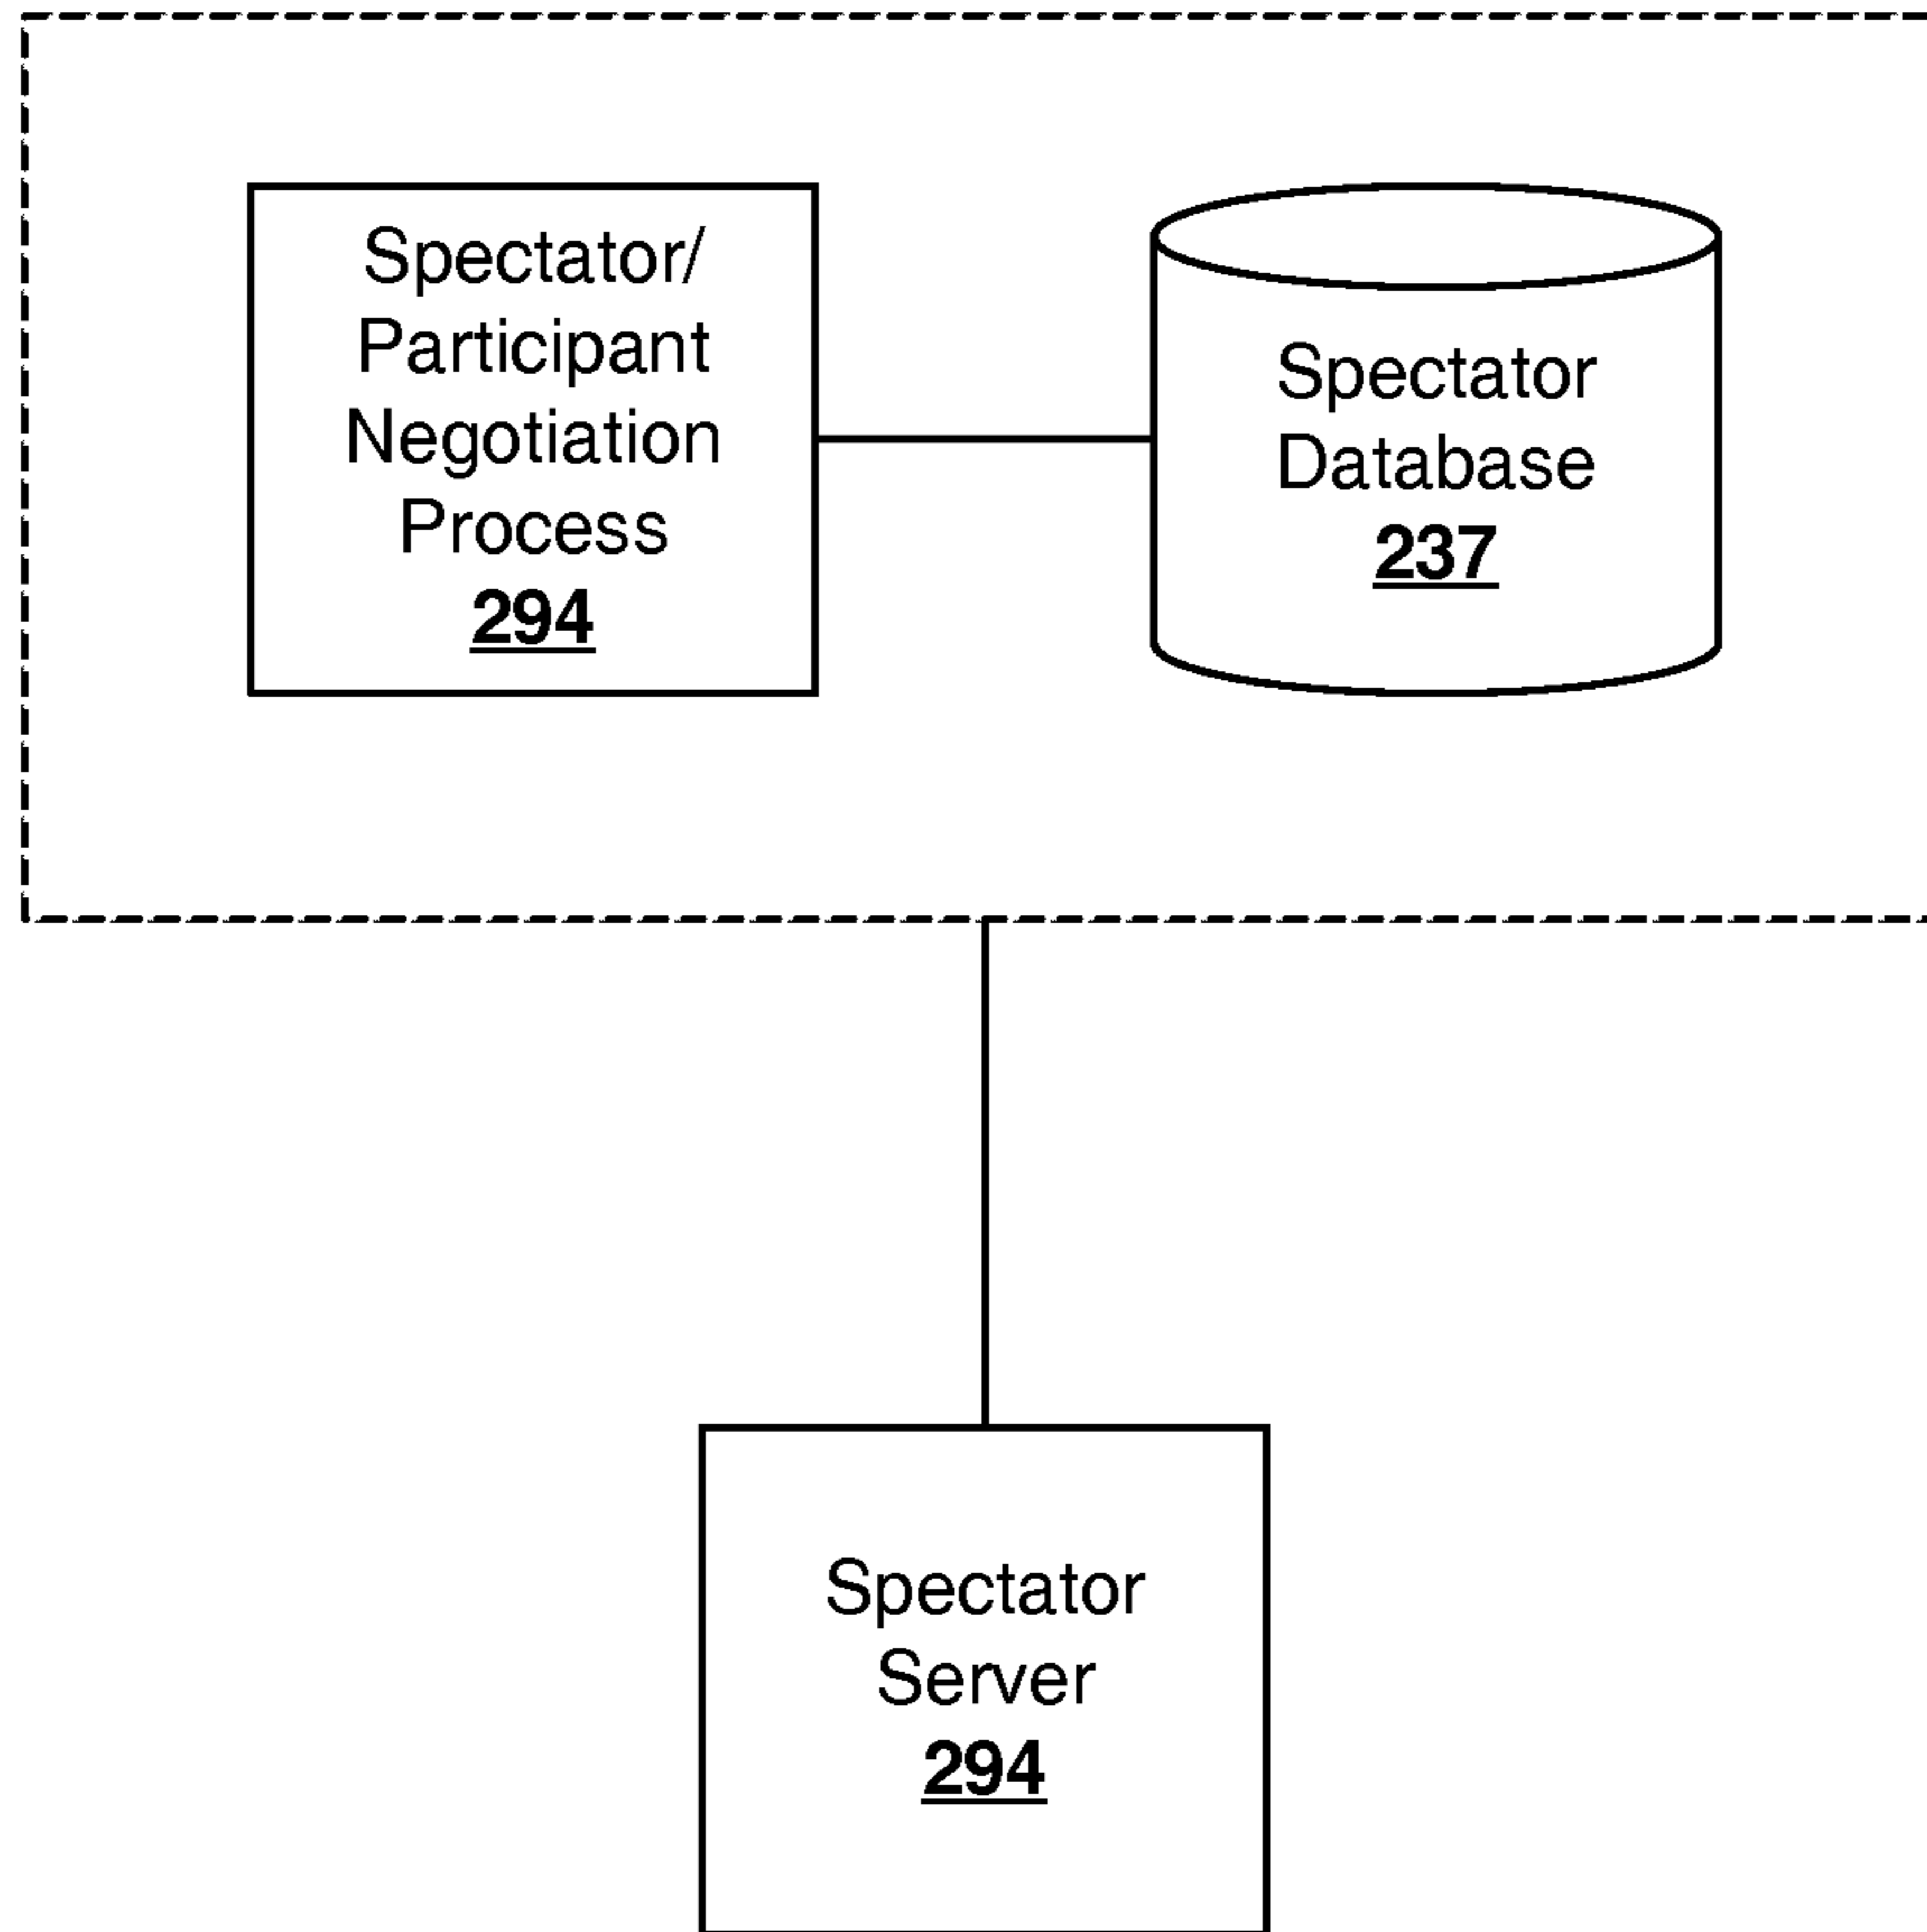 Spectator/
Participant
Negotiation
Process
294
Spectator
Database
237
Spectator
Server
294